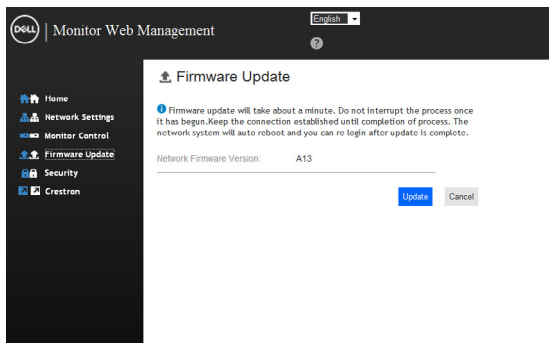 DELL | Monitor Web Management
English
?
Firmware Update
Home
Network Settings
Monitor Control
Firmware Update
Security
Crestron
Firmware update will take about a minute. Do not interrupt the process once
it has begun.Keep the connection established until completion of process. The
network system will auto reboot and you can re login after update is complete.
Network Firmware Version: A13
Update Cancel